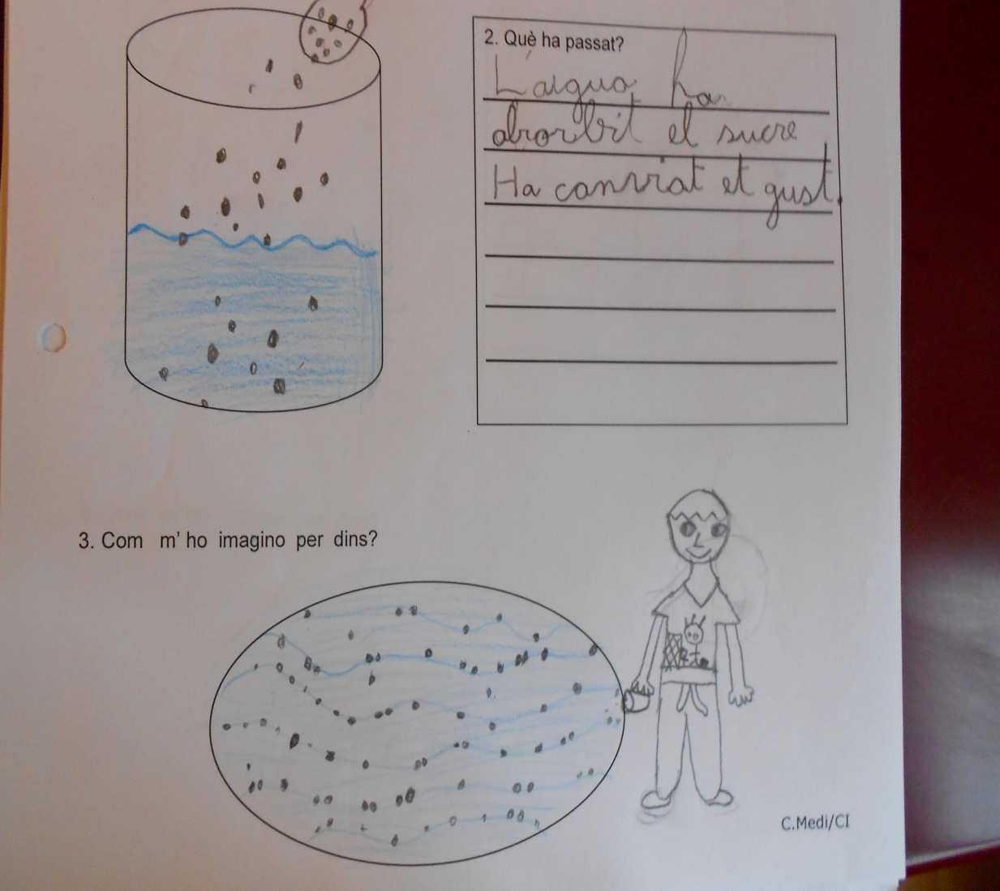 2. Què ha passat?
L'aigua ha
absorbit el sucre
Ha canviat el gust.
3. Com m' ho imagino per dins?
C.Medi/CI